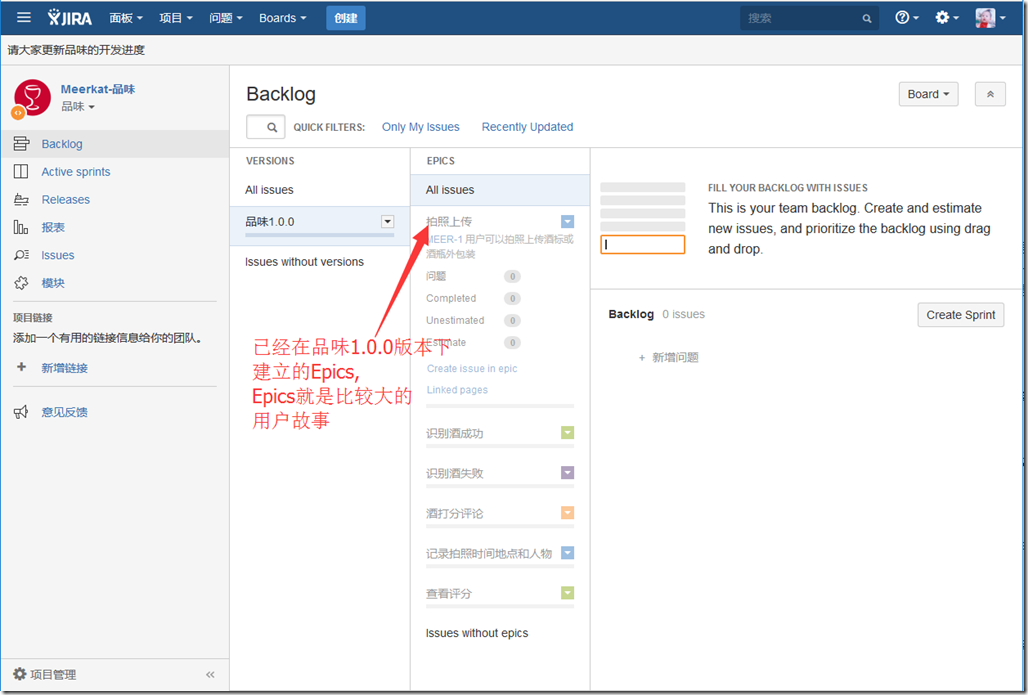 JIRA 面板 项目 问题 Boards 创建 搜索
请大家更新品味的开发进度
Meerkat-品味
品味
Backlog
Active sprints
Releases
报表
Issues
模块
项目链接
添加一个有用的链接信息给你的团队。
+ 新增链接
意见反馈
项目管理
Backlog
Board
QUICK FILTERS: Only My Issues Recently Updated
VERSIONS
All issues
品味1.0.0
Issues without versions
EPICS
All issues
拍照上传
MEER-1 用户可以拍照上传酒标或
酒瓶外包装
问题 0
Completed 0
Unestimated 0
Estimate 0
Create issue in epic
Linked pages
识别酒成功
识别酒失败
酒打分评论
记录拍照时间地点和人物
查看评分
Issues without epics
已经在品味1.0.0版本下
建立的Epics,
Epics就是比较大的
用户故事
FILL YOUR BACKLOG WITH ISSUES
This is your team backlog. Create and estimate
new issues, and prioritize the backlog using drag
and drop.
Backlog 0 issues
Create Sprint
+ 新增问题